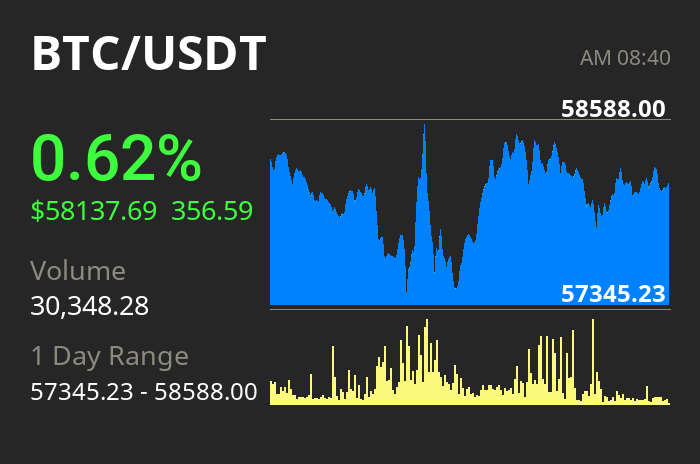 BTC/USDT
AM 08:40
58588.00
0.62%
$58137.69 356.59
Volume
30,348.28
57345.23
1 Day Range
57345.23 - 58588.00